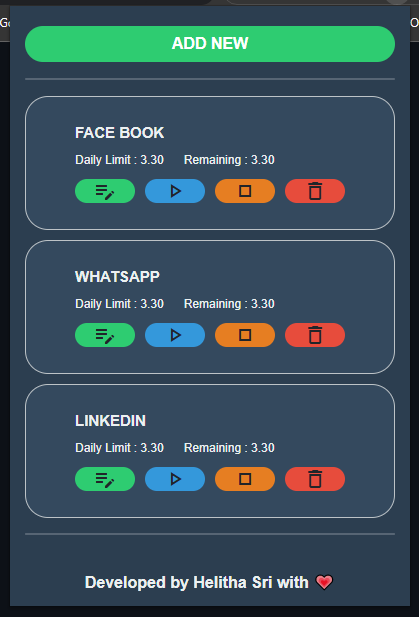 ADD NEW
FACE BOOK
Daily Limit : 3.30 Remaining : 3.30
WHATSAPP
Daily Limit : 3.30 Remaining : 3.30
LINKEDIN
Daily Limit : 3.30 Remaining : 3.30
Developed by Helitha Sri with ❤️